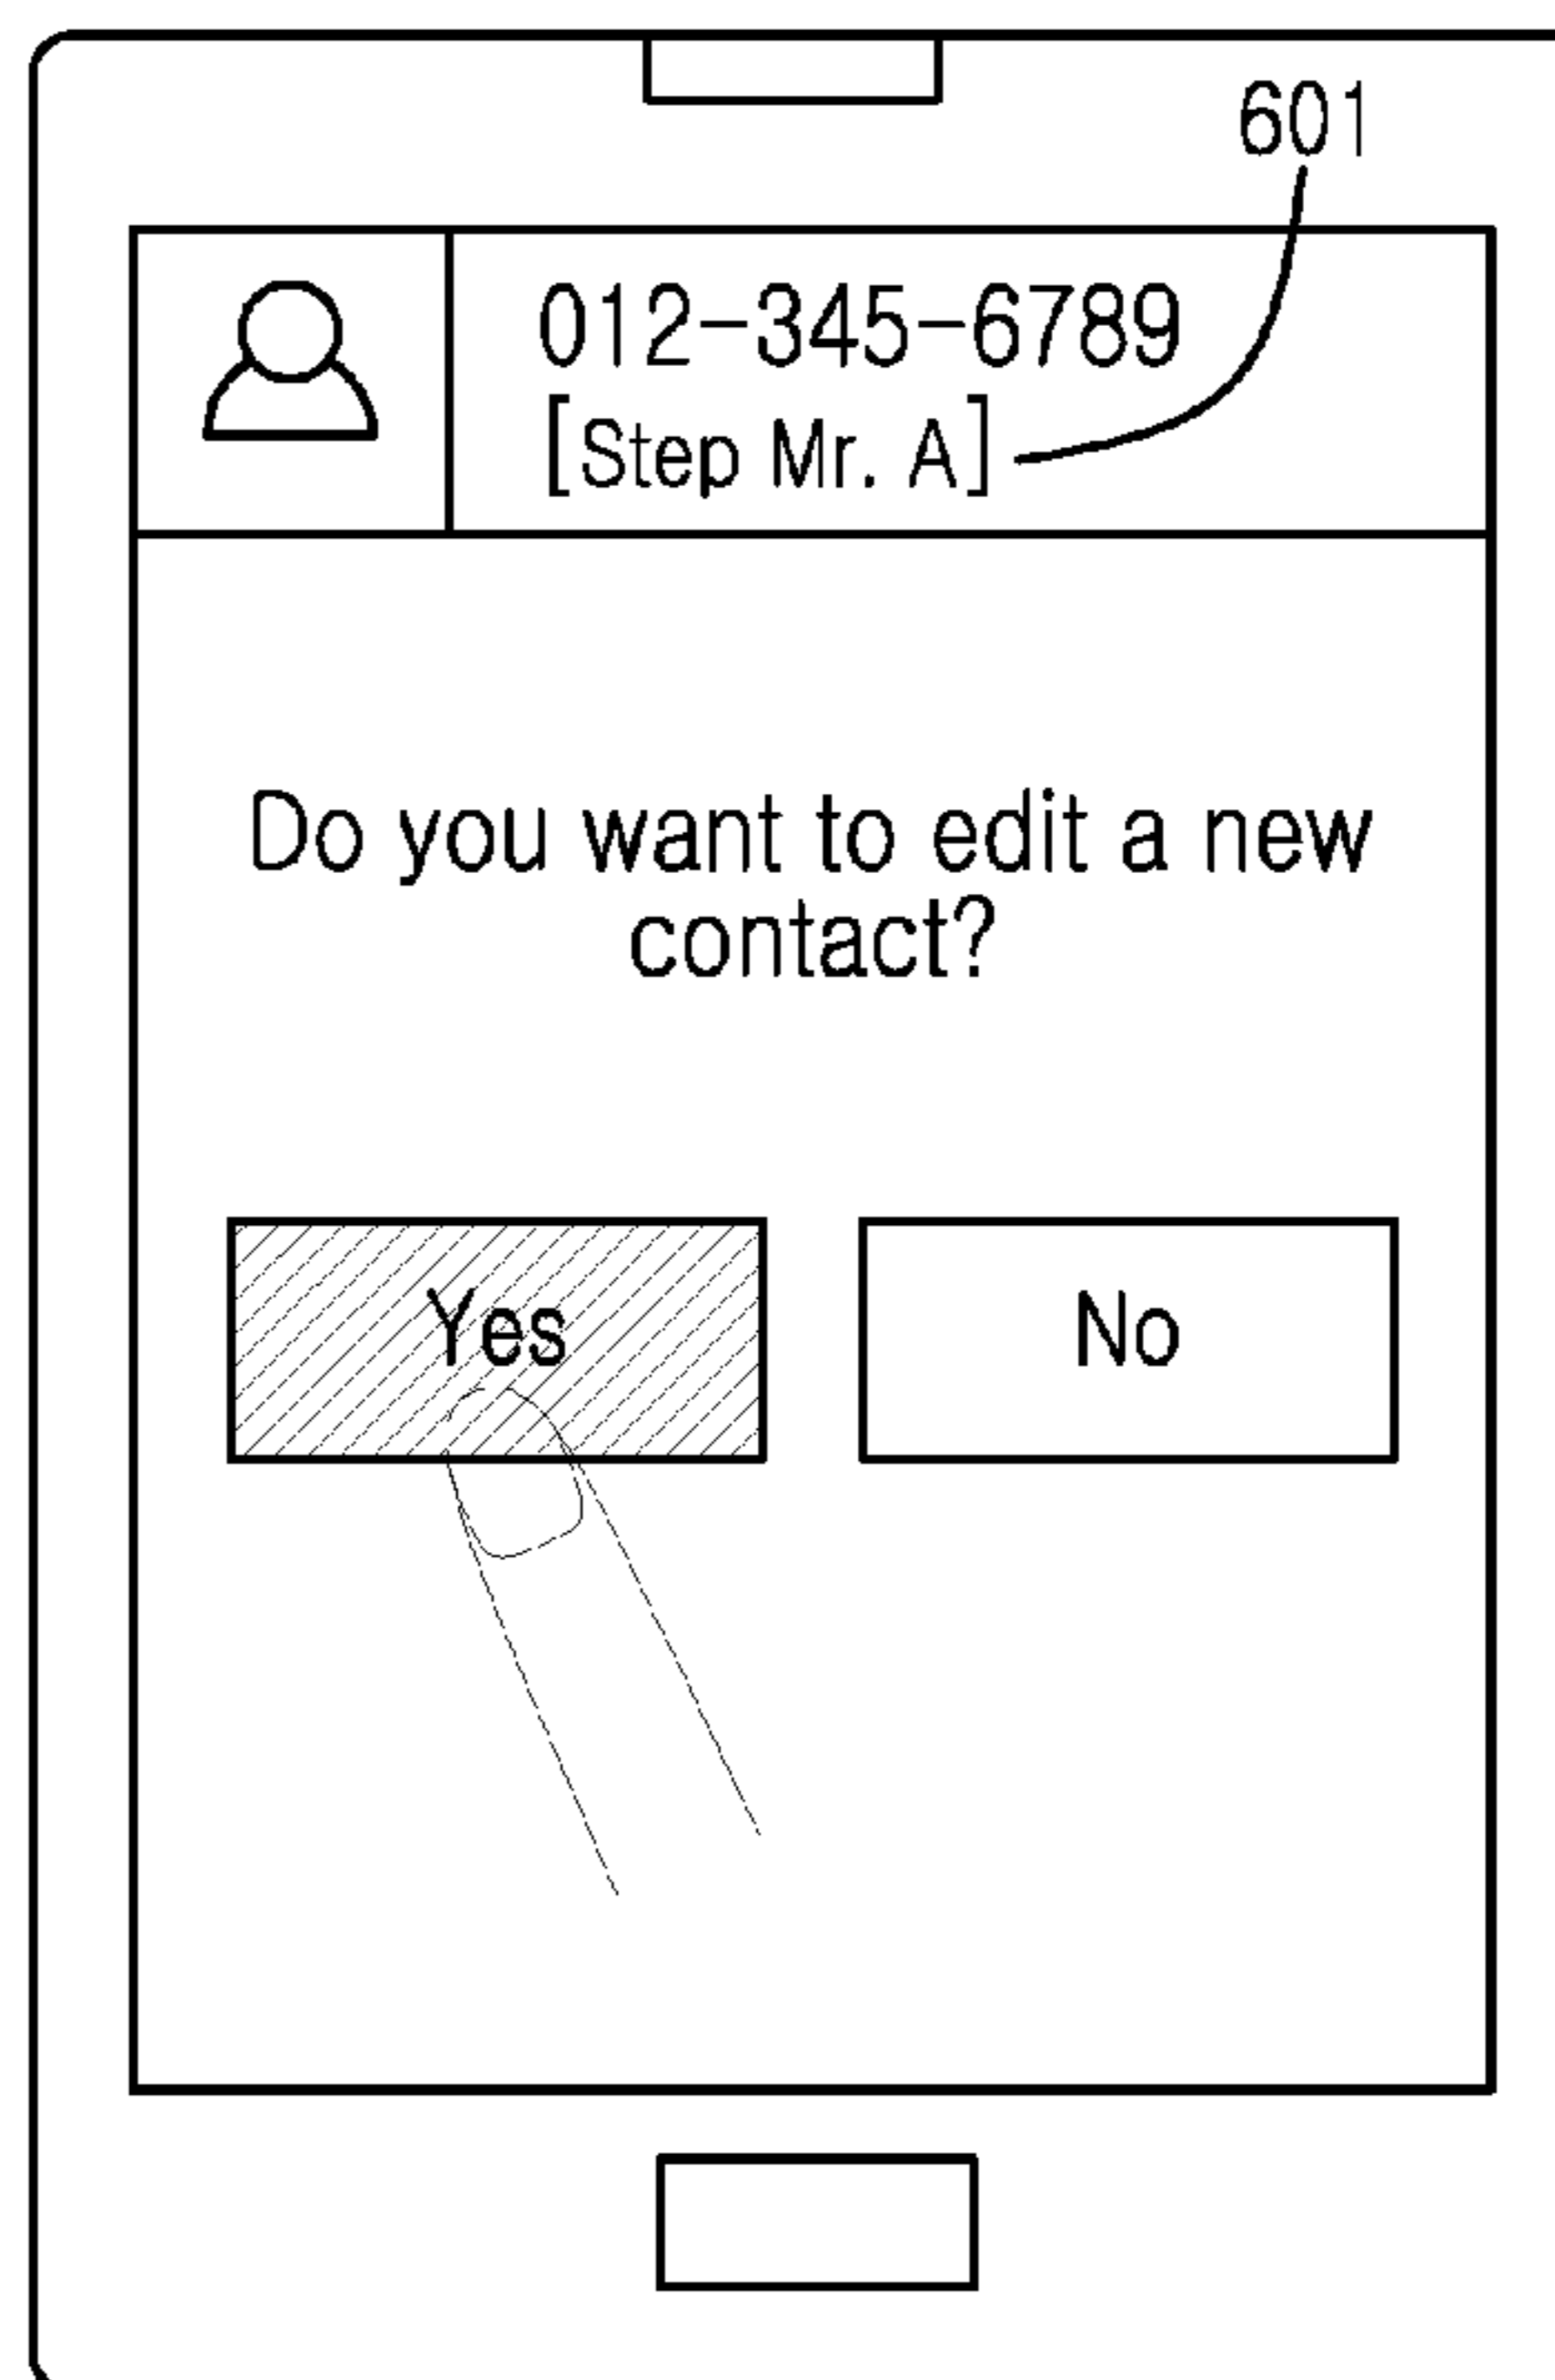 601
012-345-6789
[Step Mr. A]
Do you want to edit a new
contact?
Yes
No